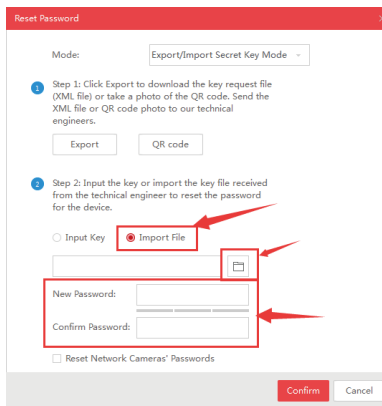 Reset Password
Mode:
Export/Import Secret Key Mode
1
Step 1: Click Export to download the key request file
(XML file) or take a photo of the QR code. Send the
XML file or QR code photo to our technical
engineers.
Export
QR code
2
Step 2: Input the key or import the key file received
from the technical engineer to reset the password
for the device.
Input Key
Import File
New Password:
Confirm Password:
Reset Network Cameras' Passwords
Confirm
Cancel